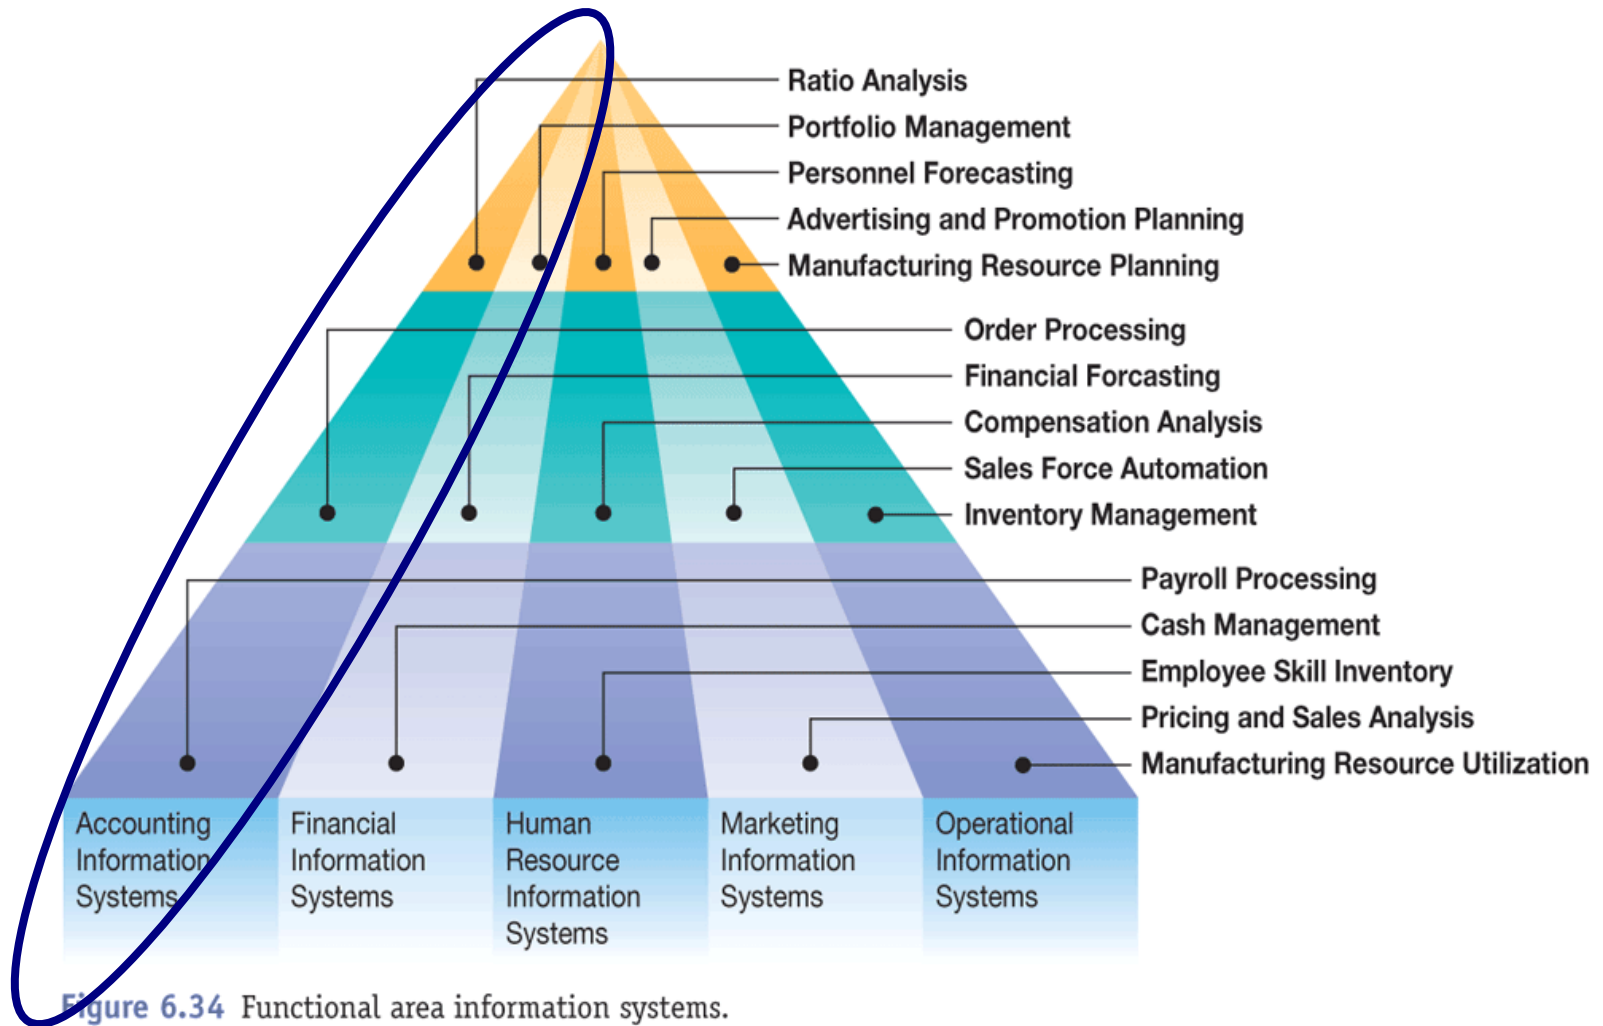 Ratio Analysis
Portfolio Management
Personnel Forecasting
Advertising and Promotion Planning
Manufacturing Resource Planning
Order Processing
Financial Forcasting
Compensation Analysis
Sales Force Automation
Inventory Management
Payroll Processing
Cash Management
Employee Skill Inventory
Pricing and Sales Analysis
Manufacturing Resource Utilization
Accounting
Information
Systems
Financial
Information
Systems
Human
Resource
Information
Systems
Marketing
Information
Systems
Operational
Information
Systems
Figure 6.34 Functional area information systems.